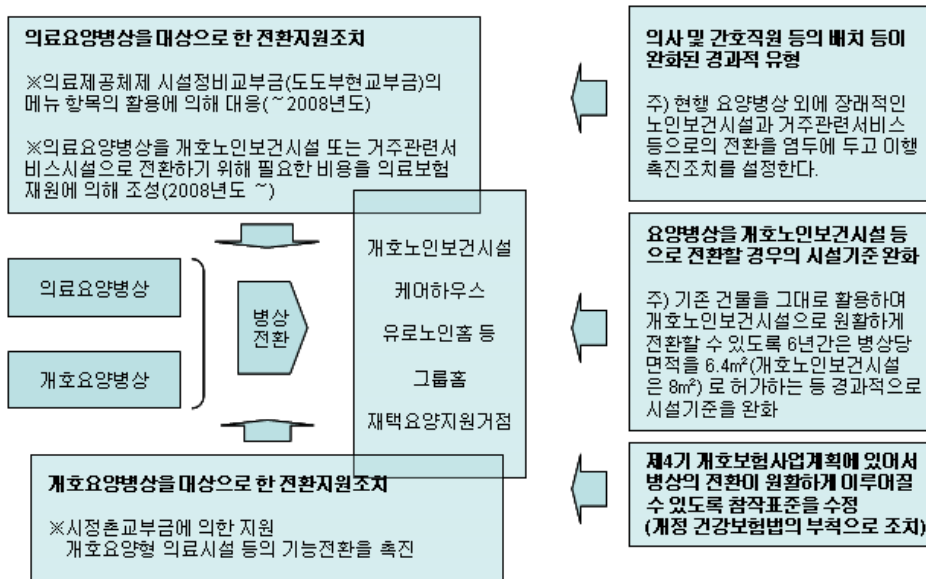 의료요양병상을 대상으로 한 전환지원조치
※의료제공체제 시설정비교부금(도도부현교부금)의
메뉴 항목의 활용에 의해 대응(~2008년도)
※의료요양병상을 개호노인보건시설 또는 거주관련서
비스시설으로 전환하기 위해 필요한 비용을 의료보험
재원에 의해 조성(2008년도 ~)
의료요양병상
개호요양병상
병상
전환
개호노인보건시설
케어하우스
유로노인홈 등
그룹홈
재택요양지원거점
개호요양병상을 대상으로 한 전환지원조치
※시정촌교부금에 의한 지원
개호요양형 의료시설 등의 기능전환을 촉진
의사 및 간호직원 등의 배치 등이
완화된 경과적 유형
주) 현행 요양병상 외에 장래적인
노인보건시설과 거주관련서비스
등으로의 전환을 염두에 두고 이행
촉진조치를 설정한다.
요양병상을 개호노인보건시설 등
으로 전환할 경우의 시설기준 완화
주) 기존 건물을 그대로 활용하여
개호노인보건시설으로 원활하게
전환할 수 있도록 6년간은 병상당
면적을 6.4㎡(개호노인보건시설
은 8㎡) 로 허가하는 등 경과적으로
시설기준을 완화
제4기 개호보험사업계획에 있어서
병상의 전환이 원활하게 이루어질
수 있도록 참작표준을 수정
(개정 건강보험법의 부칙으로 조치)